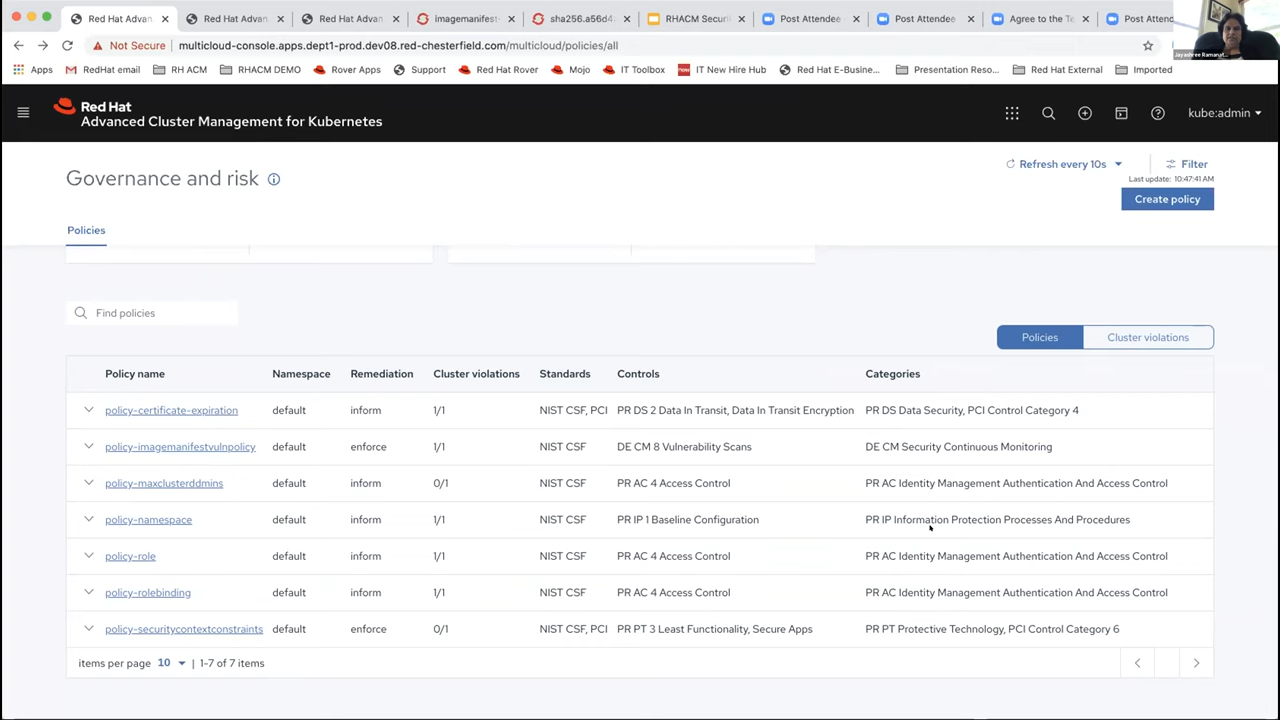 Red Hat Advan
Red Hat Advan
Red Hat Advan
imagemanifest
sha256.a56d4
RHACM Secur
Post Attendee
Post Attendee
Agree to the Te
Post Attend
Not Secure
multicloud-console.apps.dept1-prod.dev08.red-chesterfield.com/multicloud/policies/all
Apps
RedHat email
RH ACM
RHACM DEMO
Rover Apps
Support
Red Hat Rover
Mojo
IT Toolbox
IT New Hire Hub
Red Hat E-Busine...
Presentation Reso...
Red Hat External
Imported
Red Hat
Advanced Cluster Management for Kubernetes
kube:admin
Governance and risk
Refresh every 10s
Filter
Last update: 10:47:41 AM
Create policy
Policies
Find policies
Policies
Cluster violations
Policy name Namespace Remediation Cluster violations Standards Controls Categories
policy-certificate-expiration default inform 1/1 NIST CSF, PCI PR DS 2 Data In Transit, Data In Transit Encryption PR DS Data Security, PCI Control Category 4
policy-imagemanifestvulnpolicy default enforce 1/1 NIST CSF DE CM 8 Vulnerability Scans DE CM Security Continuous Monitoring
policy-maxclusterddmins default inform 0/1 NIST CSF PR AC 4 Access Control PR AC Identity Management Authentication And Access Control
policy-namespace default inform 1/1 NIST CSF PR IP 1 Baseline Configuration PR IP Information Protection Processes And Procedures
policy-role default inform 1/1 NIST CSF PR AC 4 Access Control PR AC Identity Management Authentication And Access Control
policy-rolebinding default inform 1/1 NIST CSF PR AC 4 Access Control PR AC Identity Management Authentication And Access Control
policy-securitycontextconstraints default enforce 0/1 NIST CSF, PCI PR PT 3 Least Functionality, Secure Apps PR PT Protective Technology, PCI Control Category 6
items per page 10 | 1-7 of 7 items